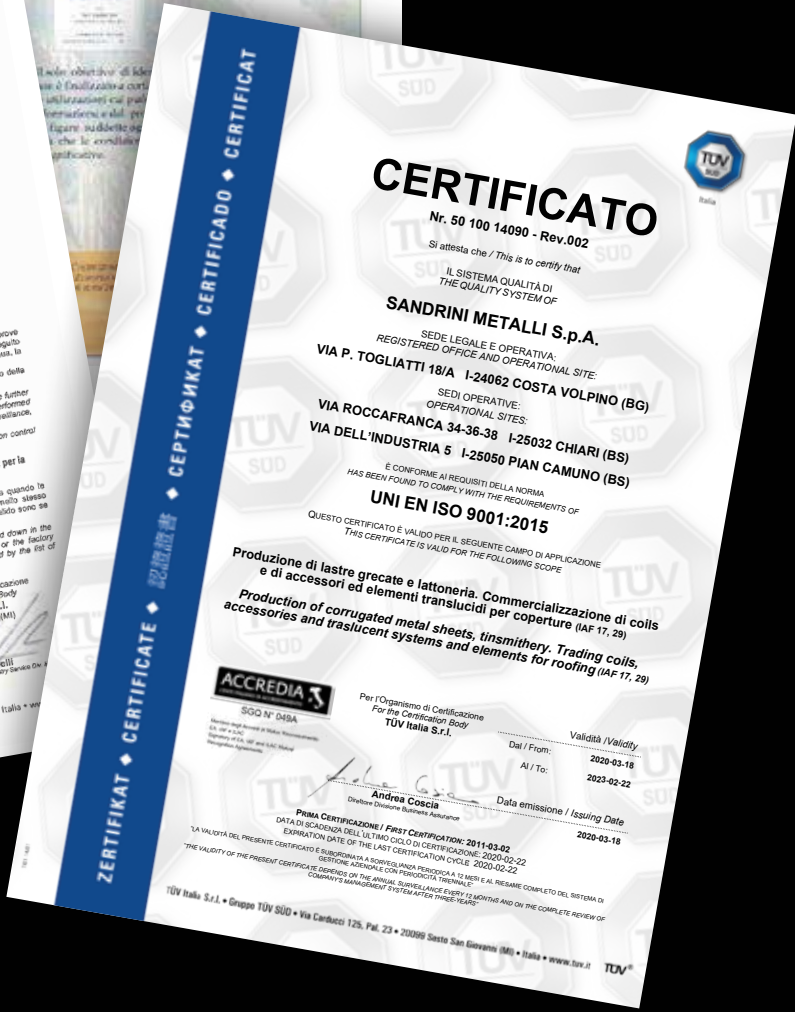 CERTIFICATO
Nr. 50 100 14090 - Rev.002
Si attesta che / This is to certify that
IL SISTEMA QUALITÀ DI
THE QUALITY SYSTEM OF
SANDRINI METALLI S.p.A.
SEDE LEGALE E OPERATIVA:
REGISTERED OFFICE AND OPERATIONAL SITE:
VIA P. TOGLIATTI 18/A I-24062 COSTA VOLPINO (BG)
SEDI OPERATIVE:
OPERATIONAL SITES:
VIA ROCCAFRANCA 34-36-38 I-25032 CHIARI (BS)
VIA DELL'INDUSTRIA 5 I-25050 PIAN CAMUNO (BS)
È CONFORME AI REQUISITI DELLA NORMA
HAS BEEN FOUND TO COMPLY WITH THE REQUIREMENTS OF
UNI EN ISO 9001:2015
QUESTO CERTIFICATO È VALIDO PER IL SEGUENTE CAMPO DI APPLICAZIONE
THIS CERTIFICATE IS VALID FOR THE FOLLOWING SCOPE
Produzione di lastre grecate e lattoneria. Commercializzazione di coils
e di accessori ed elementi translucidi per coperture (IAF 17, 29)
Production of corrugated metal sheets, tinsmithery. Trading coils,
accessories and traslucent systems and elements for roofing (IAF 17, 29)
ACCREDIA
SGQ N° 049A
Per l'Organismo di Certificazione
For the Certification Body
TÜV Italia S.r.l.
Andrea Coscia
Direttore Divisione Business Assurance
Validità /Validity
Dal / From: 2020-03-18
Al / To: 2023-02-22
Data emissione / Issuing Date
2020-03-18
PRIMA CERTIFICAZIONE / FIRST CERTIFICATION: 2011-03-02
DATA DI SCADENZA DELL'ULTIMO CICLO DI CERTIFICAZIONE: 2020-02-22
EXPIRATION DATE OF THE LAST CERTIFICATION CYCLE 2020-02-22
"LA VALIDITÀ DEL PRESENTE CERTIFICATO È SUBORDINATA A SORVEGLIANZA PERIODICA A 12 MESI E AL RIESAME COMPLETO DEL SISTEMA DI
GESTIONE AZIENDALE CON PERIODICITÀ TRIENNALE"
"THE VALIDITY OF THE PRESENT CERTIFICATE DEPENDS ON THE ANNUAL SURVEILLANCE EVERY 12 MONTHS AND ON THE COMPLETE REVIEW OF
COMPANY'S MANAGEMENT SYSTEM AFTER THREE-YEARS"
TÜV Italia S.r.l. • Gruppo TÜV SÜD • Via Carducci 125, Pal. 23 • 20099 Sesto San Giovanni (MI) • Italia • www.tuv.it TÜV®
TÜV
SÜD
Italia
ZERTIFIKAT ◆ CERTIFICATE ◆ 認證證書 ◆ СЕРТИФИКАТ ◆ CERTIFICADO ◆ CERTIFICAT